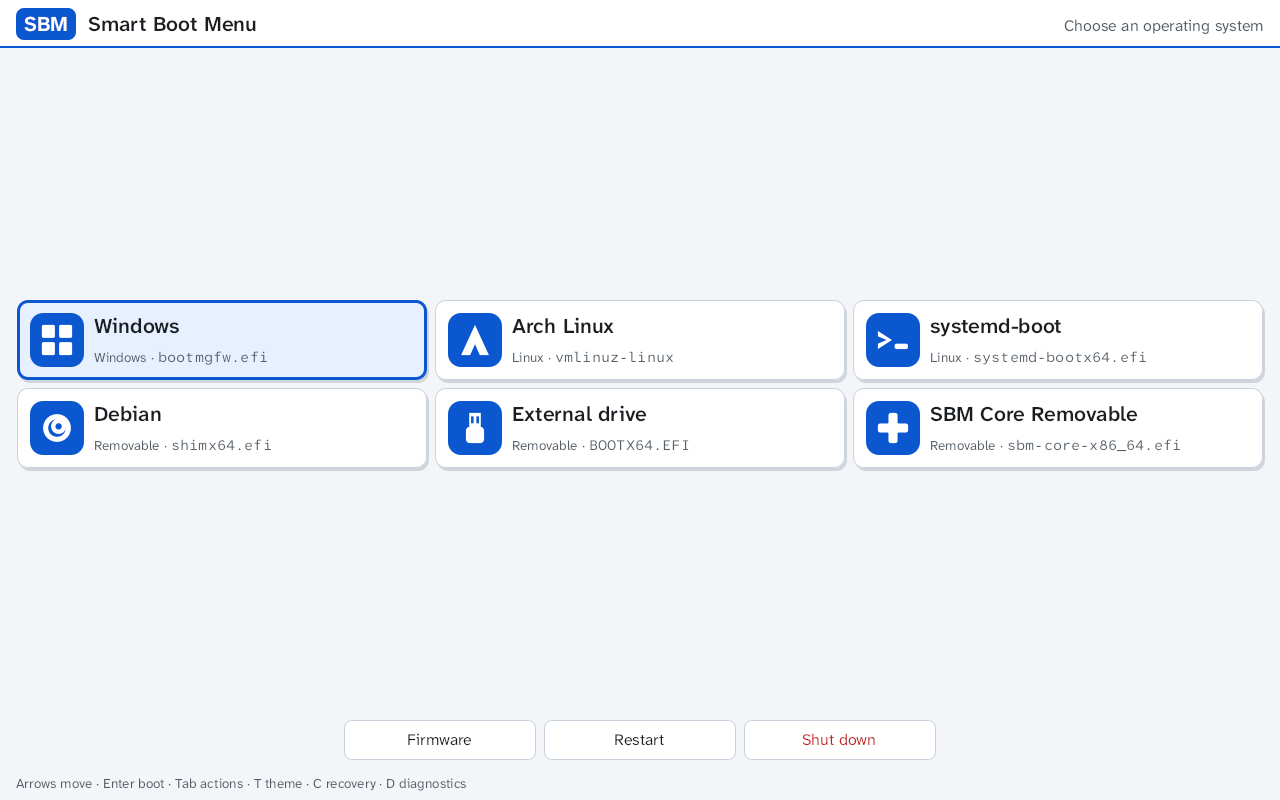 SBM Smart Boot Menu
Choose an operating system
Windows
Windows · bootmgfw.efi
Arch Linux
Linux · vmlinuz-linux
systemd-boot
Linux · systemd-bootx64.efi
Debian
Removable · shimx64.efi
External drive
Removable · BOOTX64.EFI
SBM Core Removable
Removable · sbm-core-x86_64.efi
Firmware
Restart
Shut down
Arrows move · Enter boot · Tab actions · T theme · C recovery · D diagnostics